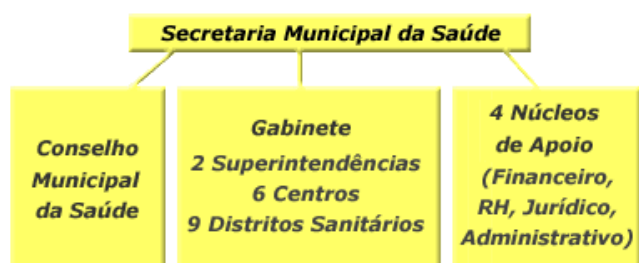 Secretaria Municipal da Saúde
Conselho
Municipal
da Saúde
Gabinete
2 Superintendências
6 Centros
9 Distritos Sanitários
4 Núcleos
de Apoio
(Financeiro,
RH, Jurídico,
Administrativo)